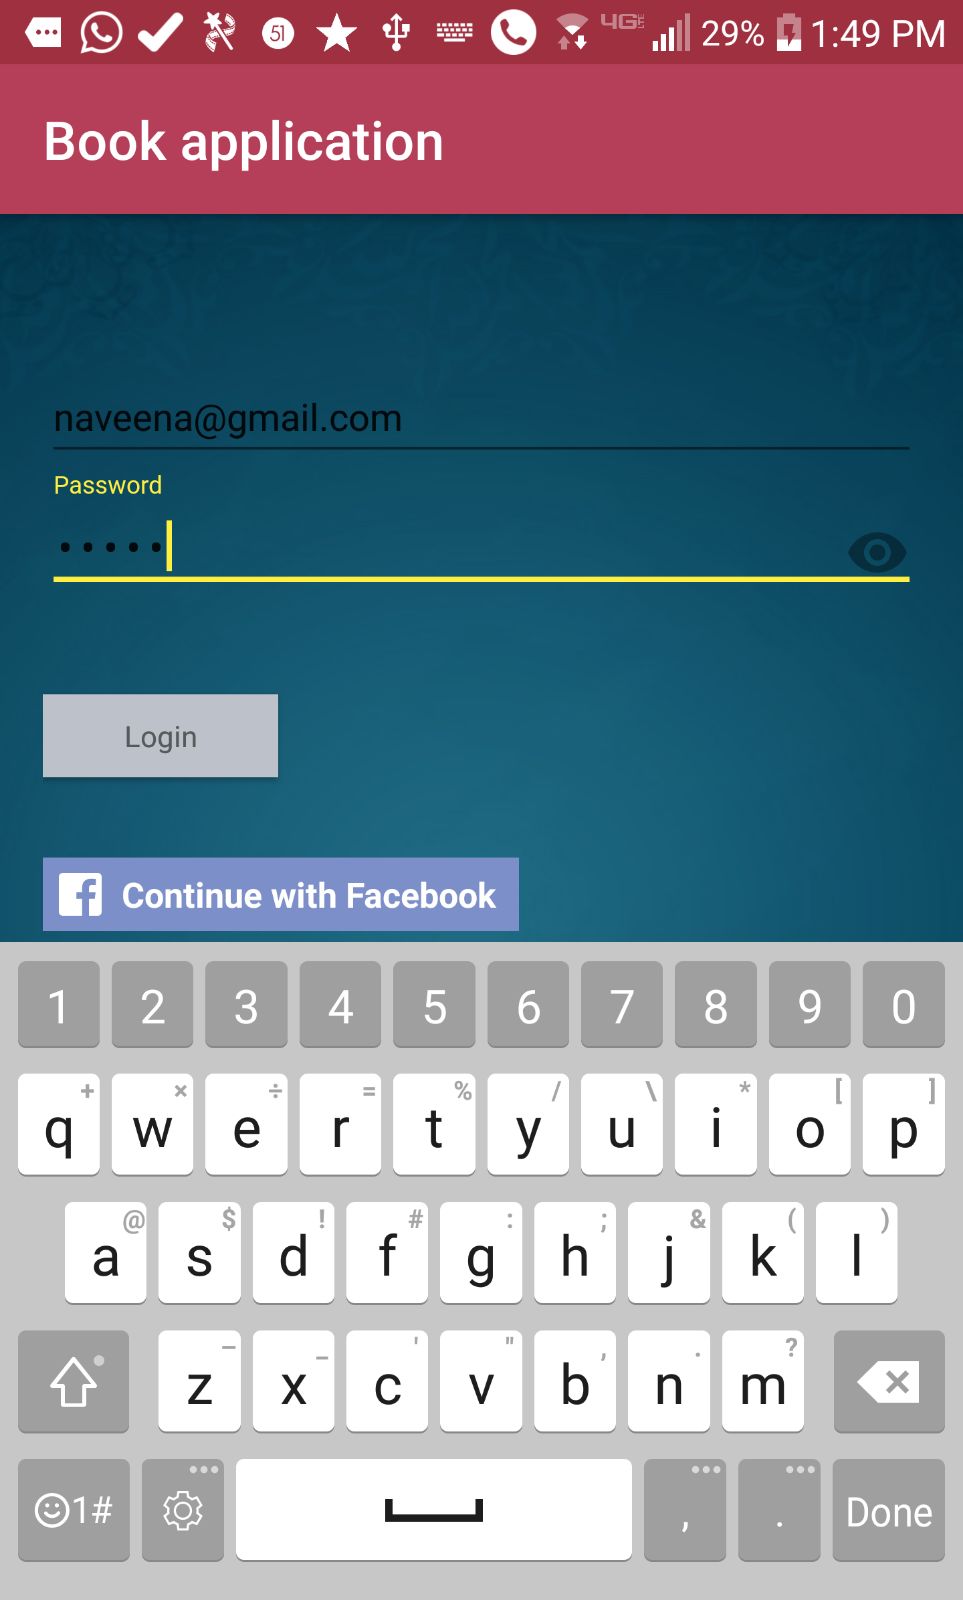 51 4G 29% 1:49 PM
Book application
naveena@gmail.com
Password
•••••
Login
Continue with Facebook
1 2 3 4 5 6 7 8 9 0
+ × ÷ = % / \ * [ ]
q w e r t y u i o p
@ $ ! # : ; & ( )
a s d f g h j k l
– _ ' " , . ?
z x c v b n m
1# , . Done